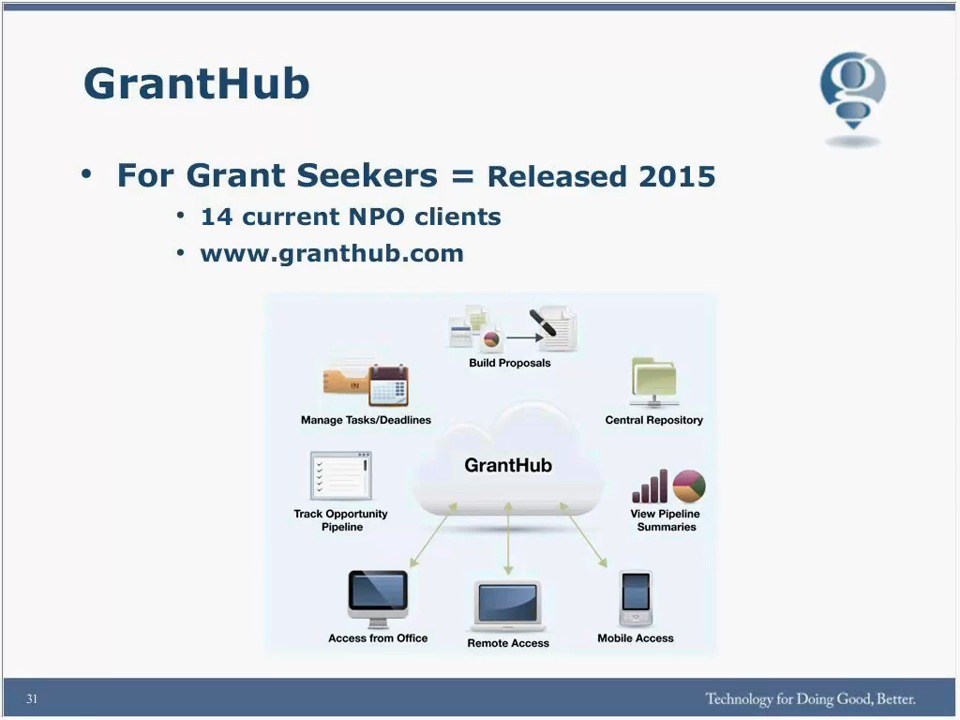 GrantHub
• For Grant Seekers = Released 2015
• 14 current NPO clients
• www.granthub.com
Build Proposals
IN
Manage Tasks/Deadlines
Central Repository
GrantHub
Track Opportunity
Pipeline
View Pipeline
Summaries
Access from Office
Remote Access
Mobile Access
31
Technology for Doing Good, Better.